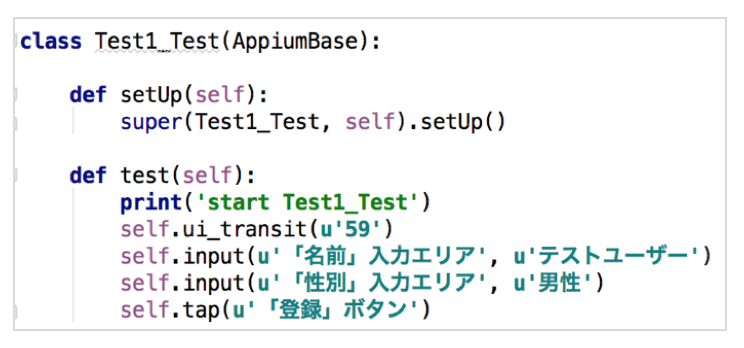 class Test1_Test(AppiumBase):
def setUp(self):
super(Test1_Test, self).setUp()
def test(self):
print('start Test1_Test')
self.ui_transit(u'59')
self.input(u'「名前」入力エリア', u'テストユーザー')
self.input(u'「性別」入力エリア', u'男性')
self.tap(u'「登録」ボタン')